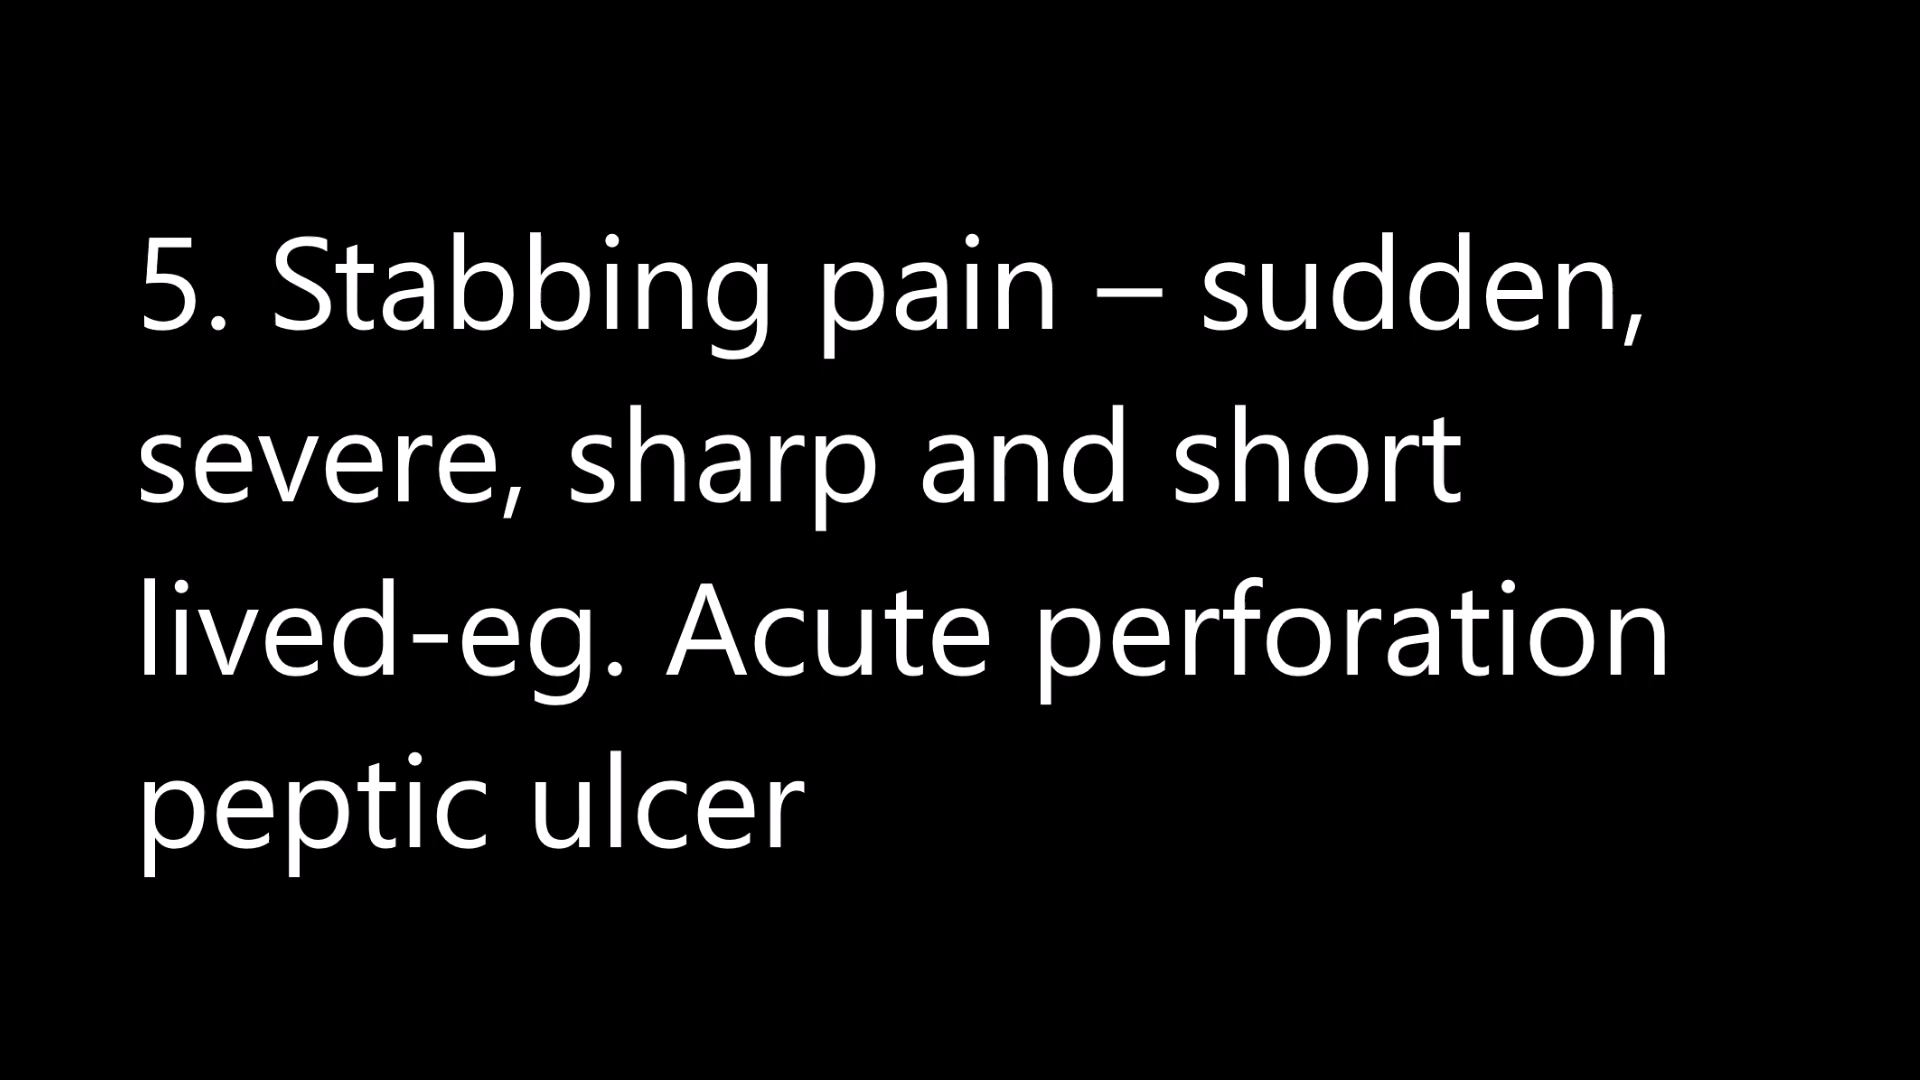 5. Stabbing pain – sudden,
severe, sharp and short
lived-eg. Acute perforation
peptic ulcer